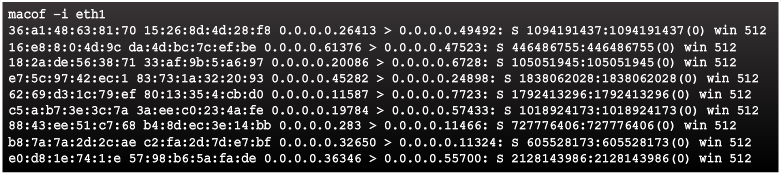 macof -i eth1
36:a1:48:63:81:70 15:26:8d:4d:28:f8 0.0.0.0.26413 > 0.0.0.0.49492: S 1094191437:1094191437(0) win 512
16:e8:8:0:4d:9c da:4d:bc:7c:ef:be 0.0.0.0.61376 > 0.0.0.0.47523: S 446486755:446486755(0) win 512
18:2a:de:56:38:71 33:af:9b:5:a6:97 0.0.0.0.20086 > 0.0.0.0.6728: S 105051945:105051945(0) win 512
e7:5c:97:42:ec:1 83:73:1a:32:20:93 0.0.0.0.45282 > 0.0.0.0.24898: S 1838062028:1838062028(0) win 512
62:69:d3:1c:79:ef 80:13:35:4:cb:d0 0.0.0.0.11587 > 0.0.0.0.7723: S 1792413296:1792413296(0) win 512
c5:a:b7:3e:3c:7a 3a:ee:c0:23:4a:fe 0.0.0.0.19784 > 0.0.0.0.57433: S 1018924173:1018924173(0) win 512
88:43:ee:51:c7:68 b4:8d:ec:3e:14:bb 0.0.0.0.283 > 0.0.0.0.11466: S 727776406:727776406(0) win 512
b8:7a:7a:2d:2c:ae c2:fa:2d:7d:e7:bf 0.0.0.0.32650 > 0.0.0.0.11324: S 605528173:605528173(0) win 512
e0:d8:1e:74:1:e 57:98:b6:5a:fa:de 0.0.0.0.36346 > 0.0.0.0.55700: S 2128143986:2128143986(0) win 512